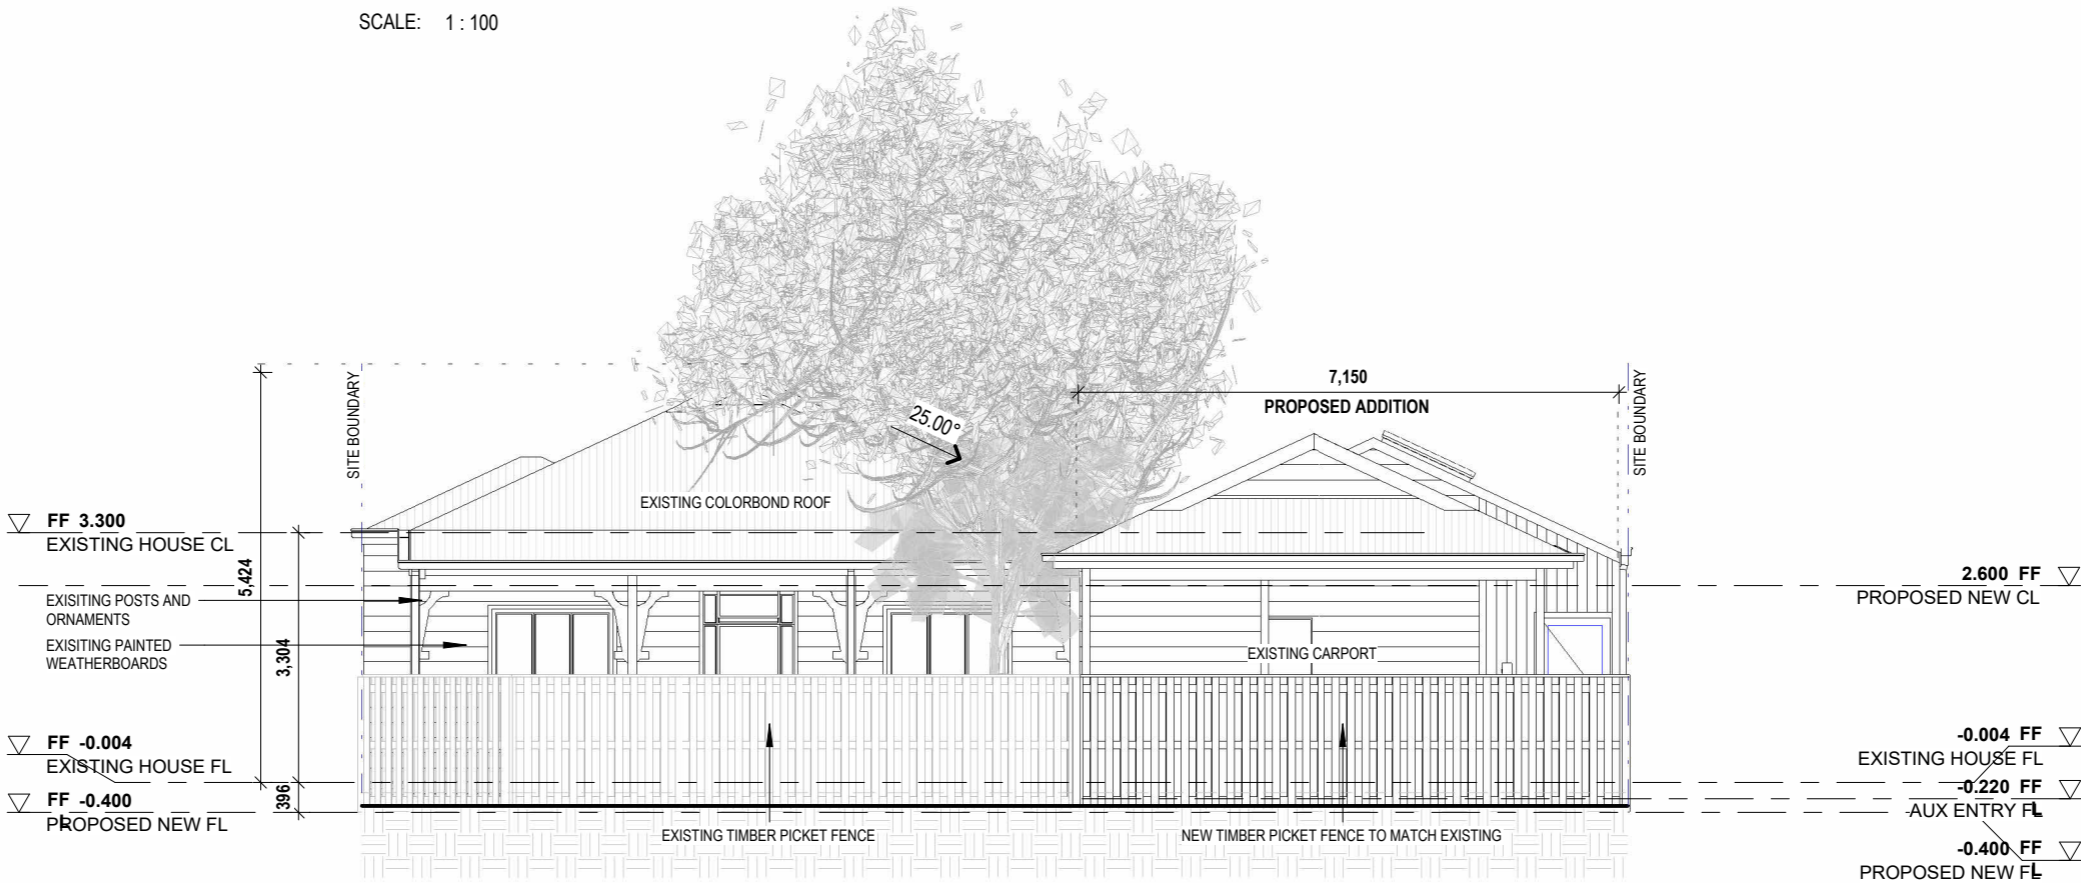 SCALE: 1 : 100
SITE BOUNDARY
SITE BOUNDARY
7,150
PROPOSED ADDITION
25.00°
EXISTING COLORBOND ROOF
FF 3.300
EXISTING HOUSE CL
5,424
3,304
396
EXISITING POSTS AND
ORNAMENTS
EXISITING PAINTED
WEATHERBOARDS
2.600 FF
PROPOSED NEW CL
EXISTING CARPORT
FF -0.004
EXISTING HOUSE FL
FF -0.400
L
PROPOSED NEW FL
-0.004 FF
EXISTING HOUSE FL
-0.220 FF
L
AUX ENTRY FL
-0.400 FF
L
PROPOSED NEW FL
EXISTING TIMBER PICKET FENCE
NEW TIMBER PICKET FENCE TO MATCH EXISTING